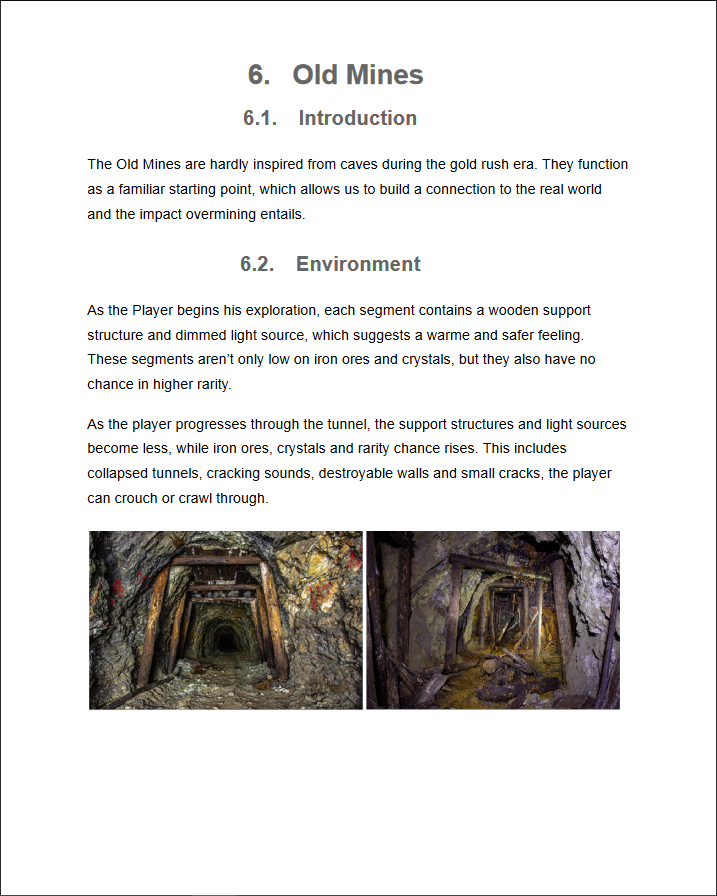 6. Old Mines
6.1. Introduction
The Old Mines are hardly inspired from caves during the gold rush era. They function
as a familiar starting point, which allows us to build a connection to the real world
and the impact overmining entails.
6.2. Environment
As the Player begins his exploration, each segment contains a wooden support
structure and dimmed light source, which suggests a warme and safer feeling.
These segments aren’t only low on iron ores and crystals, but they also have no
chance in higher rarity.
As the player progresses through the tunnel, the support structures and light sources
become less, while iron ores, crystals and rarity chance rises. This includes
collapsed tunnels, cracking sounds, destroyable walls and small cracks, the player
can crouch or crawl through.